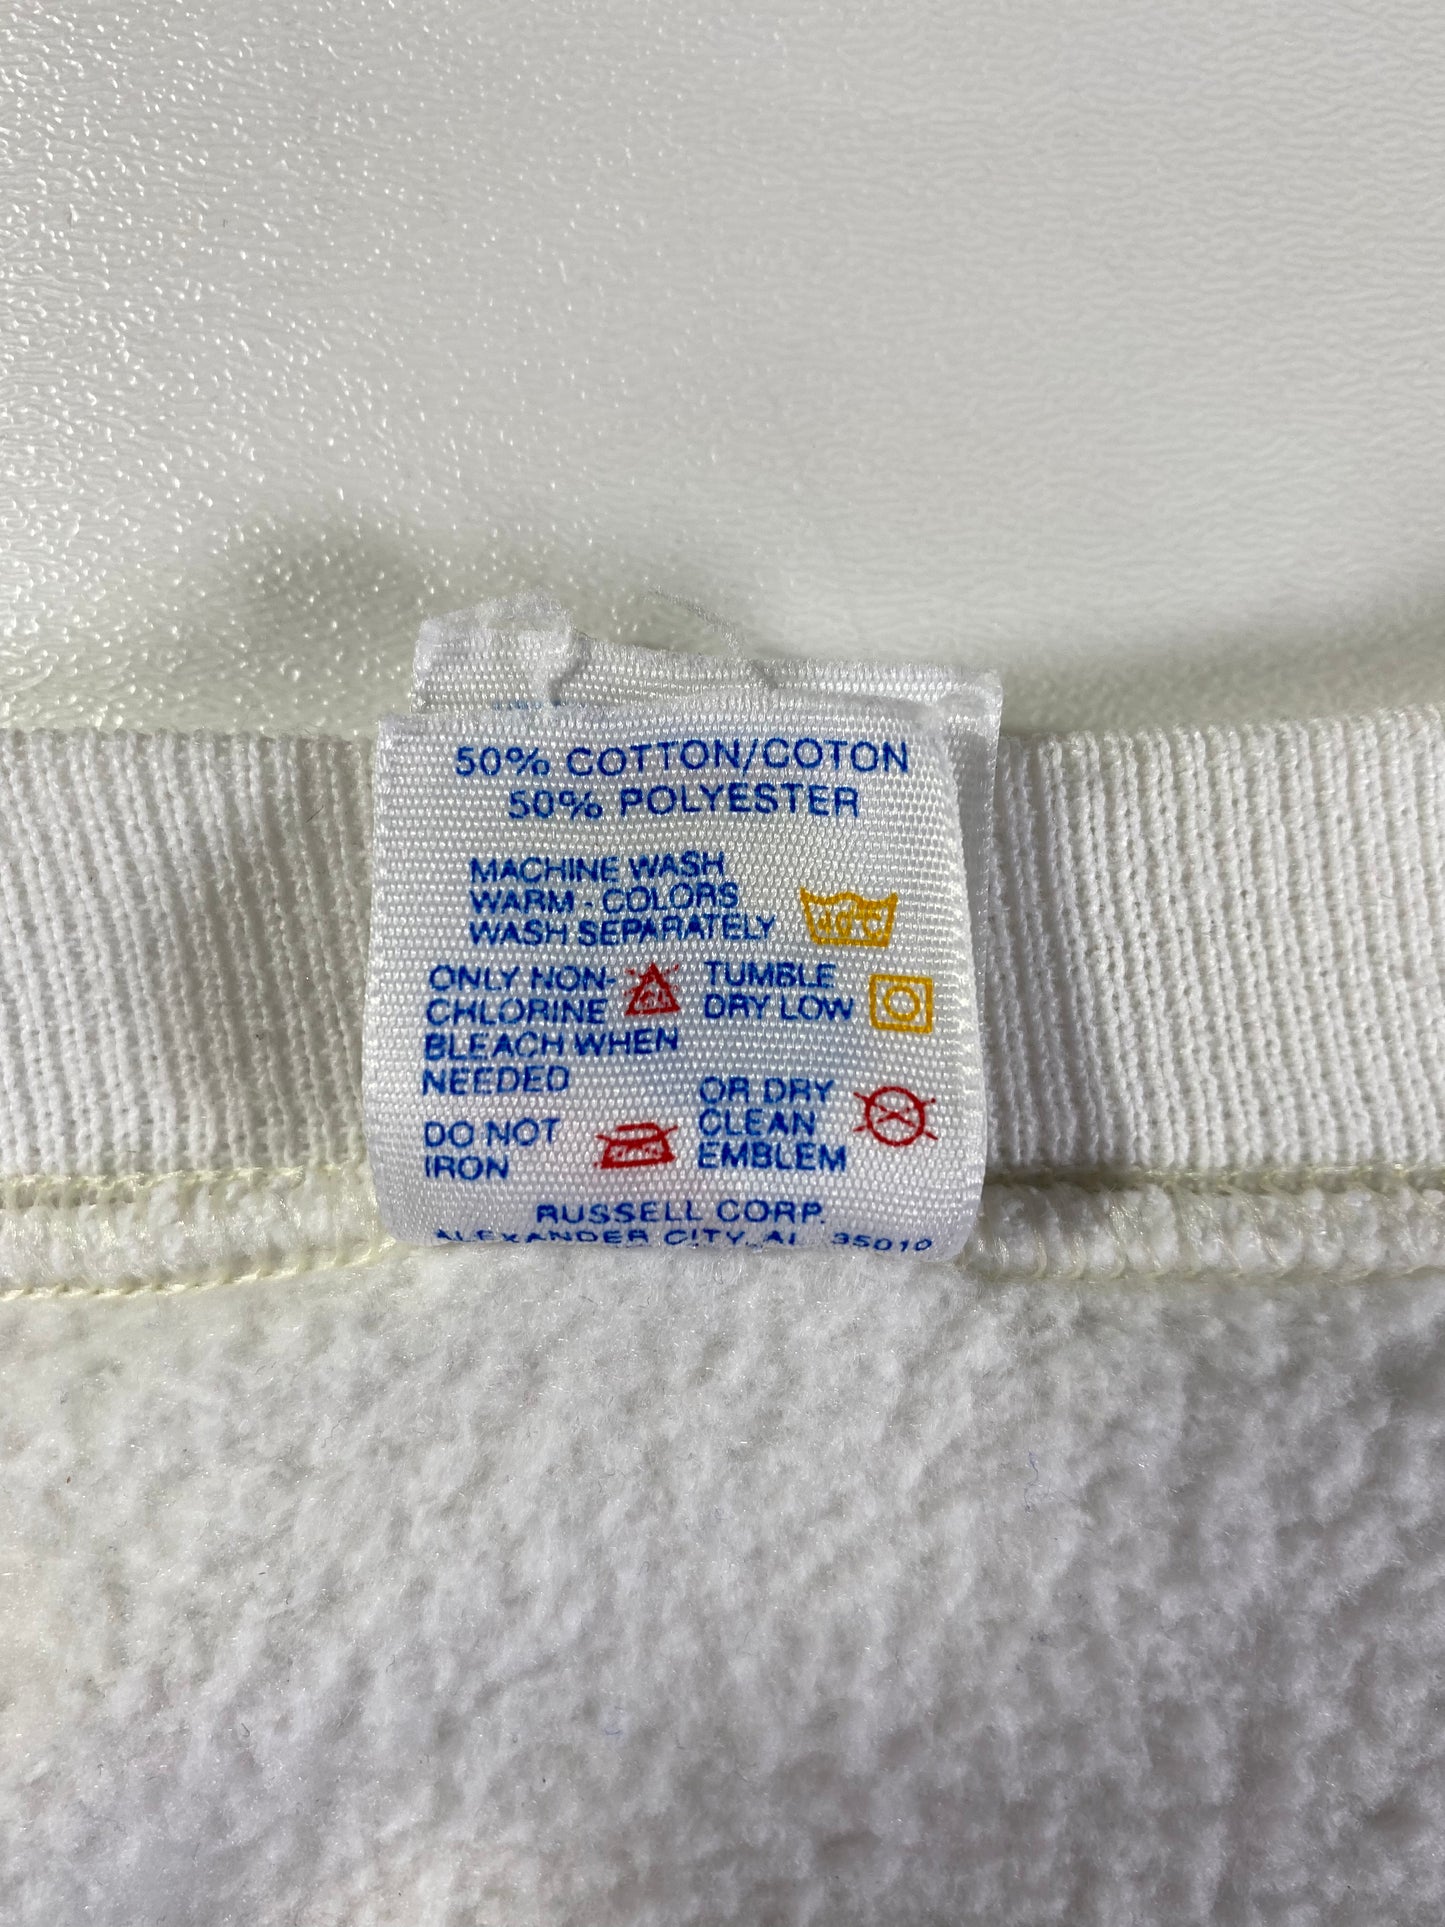 50% COTTON/COTON
50% POLYESTER
MACHINE WASH
WARM - COLORS
WASH SEPARATELY
ONLY NON-
CHLORINE
BLEACH WHEN
NEEDED
TUMBLE
DRY LOW
DO NOT
IRON
OR DRY
CLEAN
EMBLEM
RUSSELL CORP.
ALEXANDER CITY, AL 35010